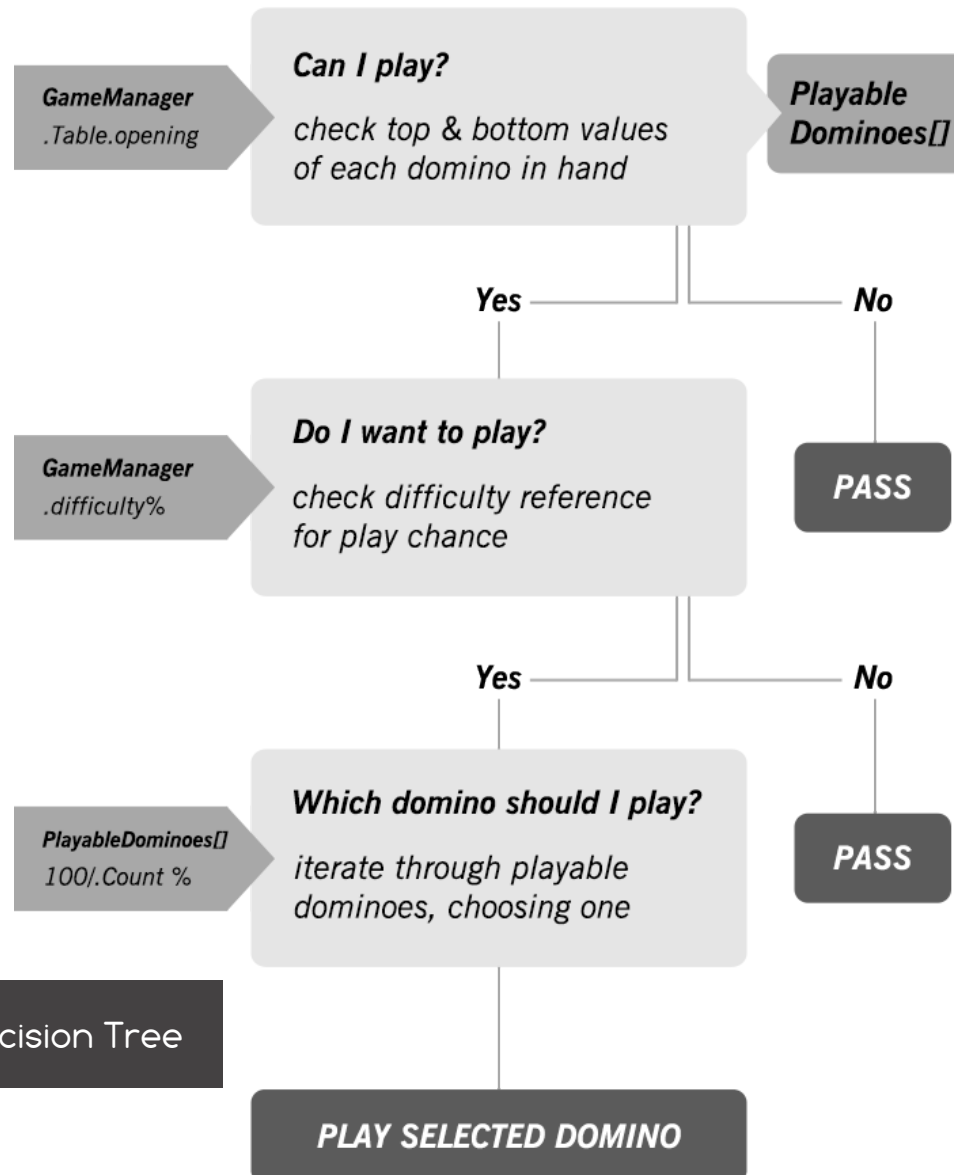 GameManager
.Table.opening
Can I play?
check top & bottom values
of each domino in hand
Playable
Dominoes[]
Yes
No
GameManager
.difficulty%
Do I want to play?
check difficulty reference
for play chance
PASS
Yes
No
PlayableDominoes[]
100/.Count %
Which domino should I play?
iterate through playable
dominoes, choosing one
PASS
cision Tree
PLAY SELECTED DOMINO